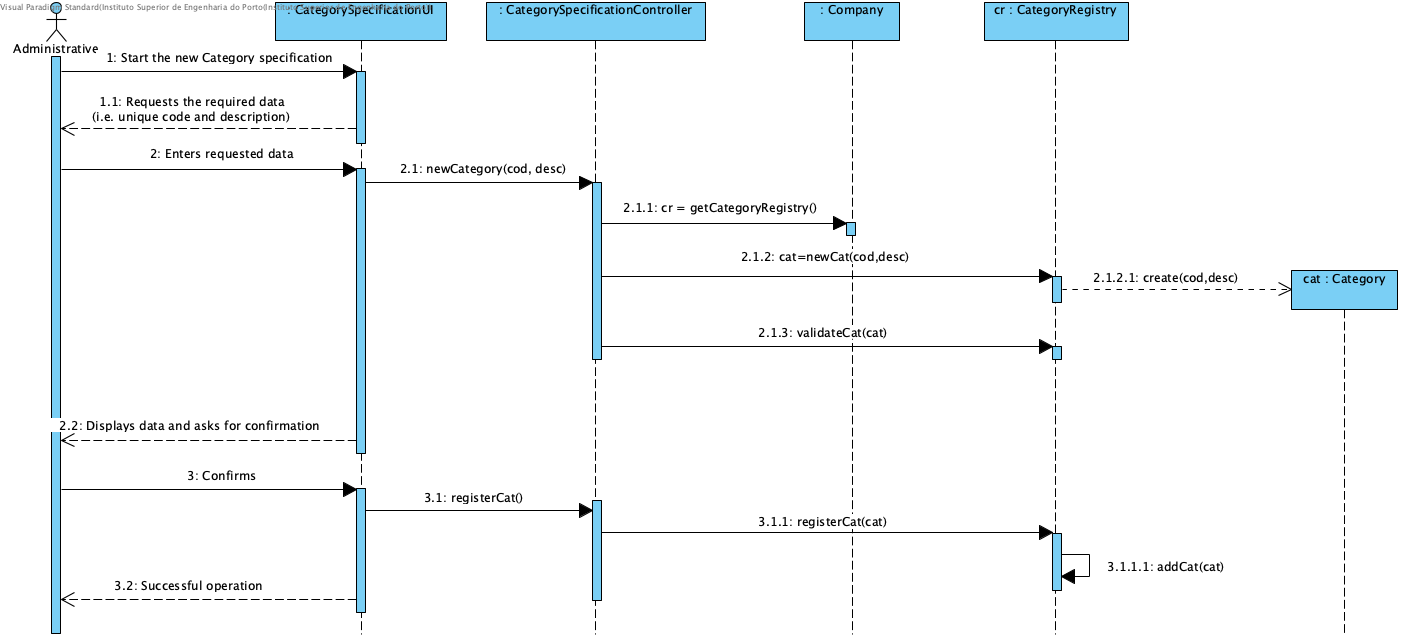 Visual Paradigm Standard(Instituto Superior de Engenharia do Porto(Instituto
: CategorySpecificationUI
: CategorySpecificationController
: Company
cr : CategoryRegistry
Administrative
1: Start the new Category specification
1.1: Requests the required data
(i.e. unique code and description)
2: Enters requested data
2.1: newCategory(cod, desc)
2.1.1: cr = getCategoryRegistry()
2.1.2: cat=newCat(cod,desc)
2.1.2.1: create(cod,desc)
cat : Category
2.1.3: validateCat(cat)
2.2: Displays data and asks for confirmation
3: Confirms
3.1: registerCat()
3.1.1: registerCat(cat)
3.1.1.1: addCat(cat)
3.2: Successful operation